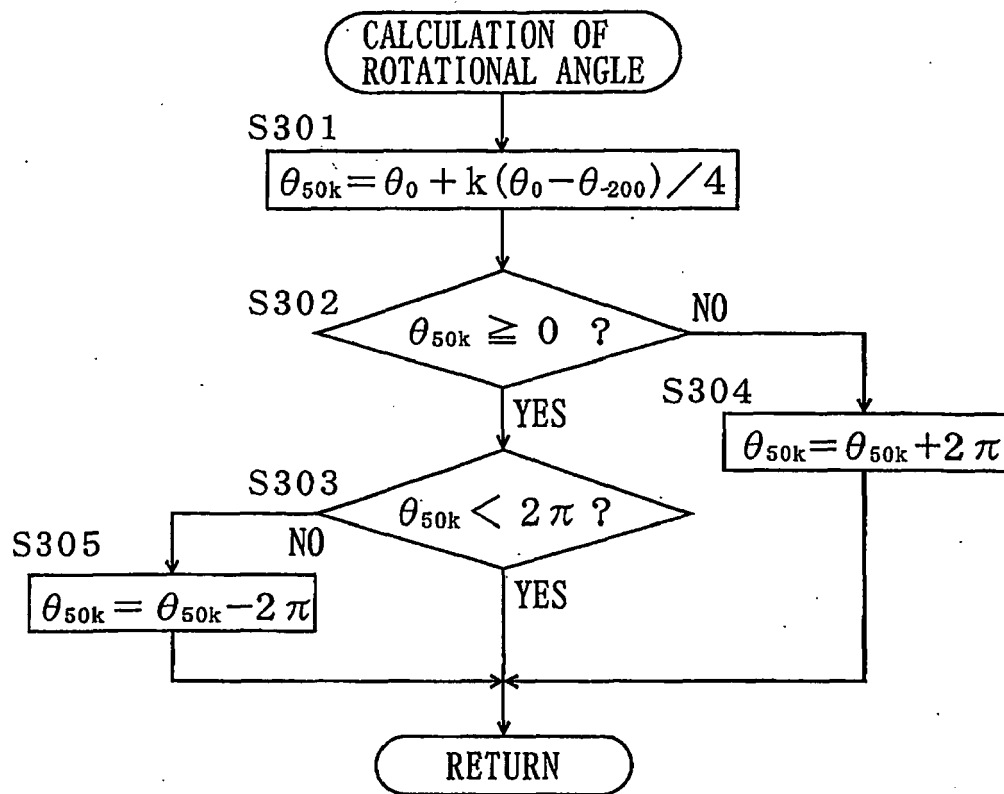 CALCULATION OF
ROTATIONAL ANGLE
S301
θ₅₀ₖ=θ₀+k(θ₀−θ₋₂₀₀)/4
S302
θ₅₀ₖ ≧ 0 ?
NO
YES
S304
θ₅₀ₖ=θ₅₀ₖ+2π
S303
θ₅₀ₖ < 2π ?
NO
YES
S305
θ₅₀ₖ= θ₅₀ₖ−2π
RETURN